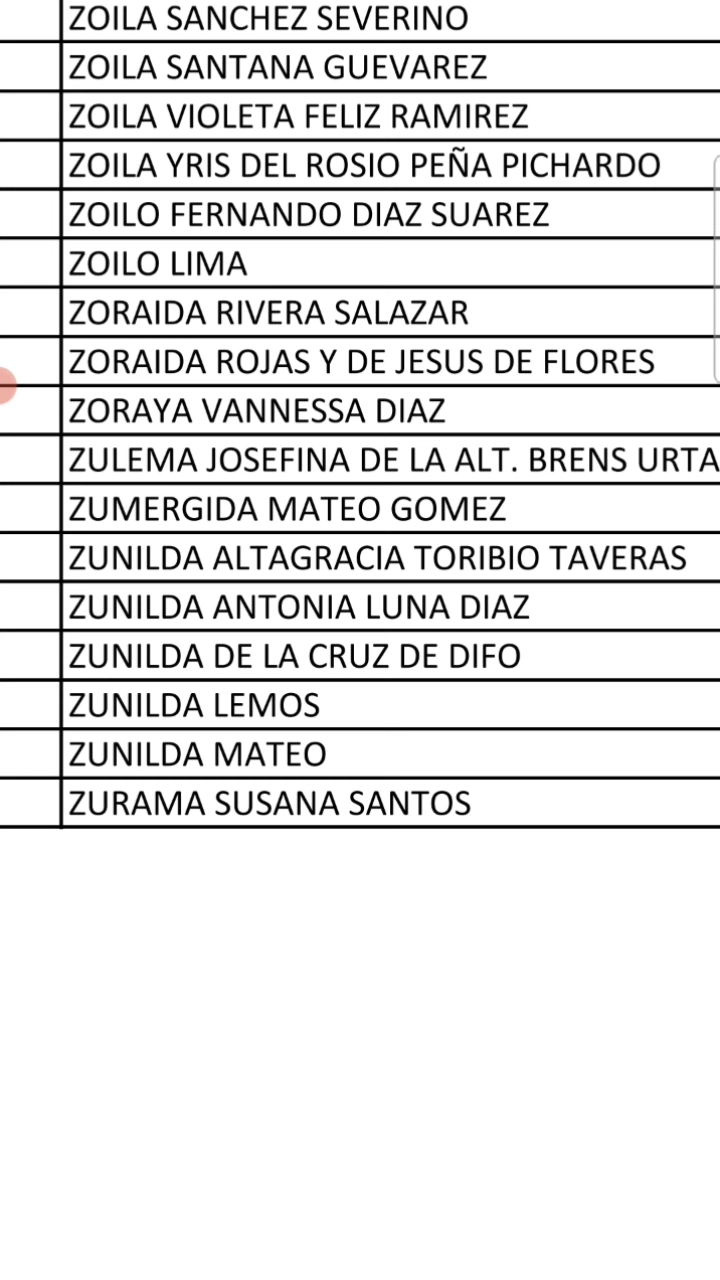 ZOILA SANCHEZ SEVERINO
ZOILA SANTANA GUEVAREZ
ZOILA VIOLETA FELIZ RAMIREZ
ZOILA YRIS DEL ROSIO PEÑA PICHARDO
ZOILO FERNANDO DIAZ SUAREZ
ZOILO LIMA
ZORAIDA RIVERA SALAZAR
ZORAIDA ROJAS Y DE JESUS DE FLORES
ZORAYA VANNESSA DIAZ
ZULEMA JOSEFINA DE LA ALT. BRENS URTA
ZUMERGIDA MATEO GOMEZ
ZUNILDA ALTAGRACIA TORIBIO TAVERAS
ZUNILDA ANTONIA LUNA DIAZ
ZUNILDA DE LA CRUZ DE DIFO
ZUNILDA LEMOS
ZUNILDA MATEO
ZURAMA SUSANA SANTOS